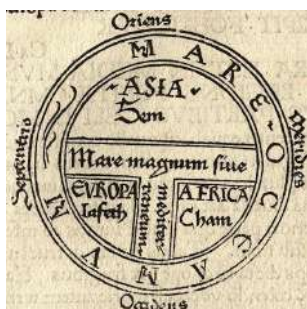 Oriens
MARE OCEANVM
ASIA
Sem
Septentrio
Meridies
Mare magnum siue
mediter
raneum
EVROPA
Iafeth
AFRICA
Cham
Occidens